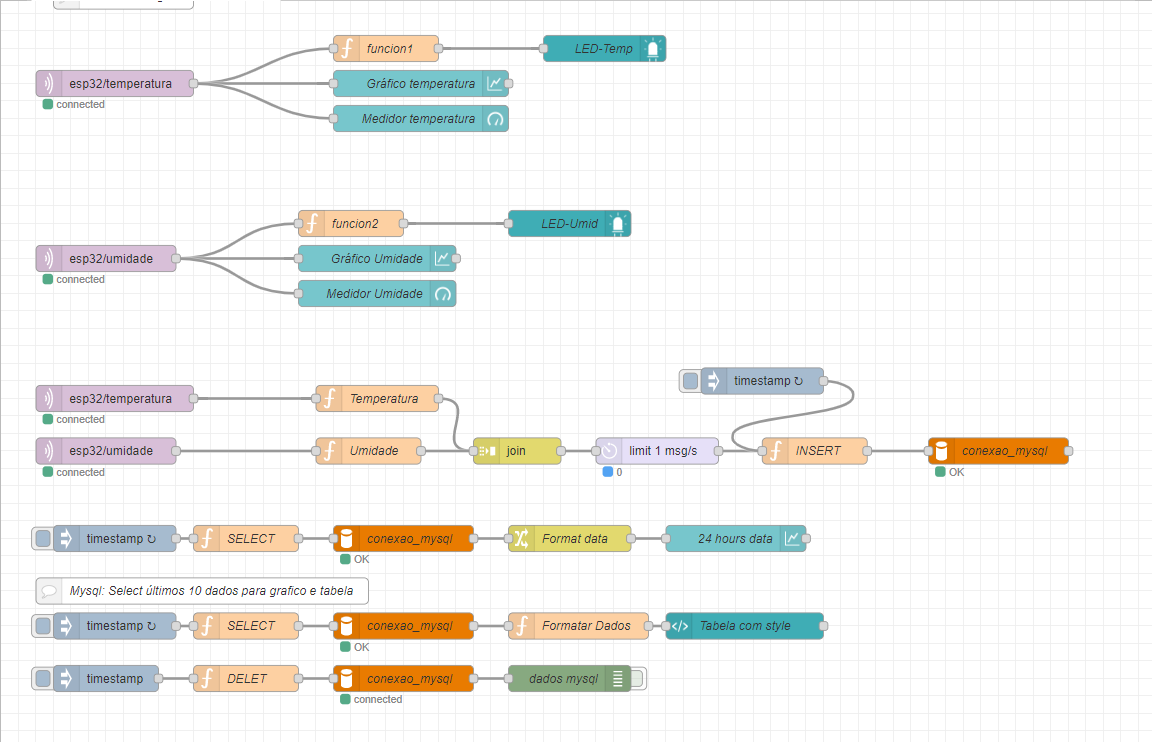 funcion1
LED-Temp
esp32/temperatura
Gráfico temperatura
connected
Medidor temperatura
funcion2
LED-Umid
esp32/umidade
Gráfico Umidade
connected
Medidor Umidade
timestamp ↻
esp32/temperatura
Temperatura
connected
esp32/umidade
Umidade
join
limit 1 msg/s
INSERT
conexao_mysql
connected
0
OK
timestamp ↻
SELECT
conexao_mysql
Format data
24 hours data
OK
Mysql: Select últimos 10 dados para grafico e tabela
timestamp ↻
SELECT
conexao_mysql
Formatar Dados
Tabela com style
OK
timestamp
DELET
conexao_mysql
dados mysql
connected